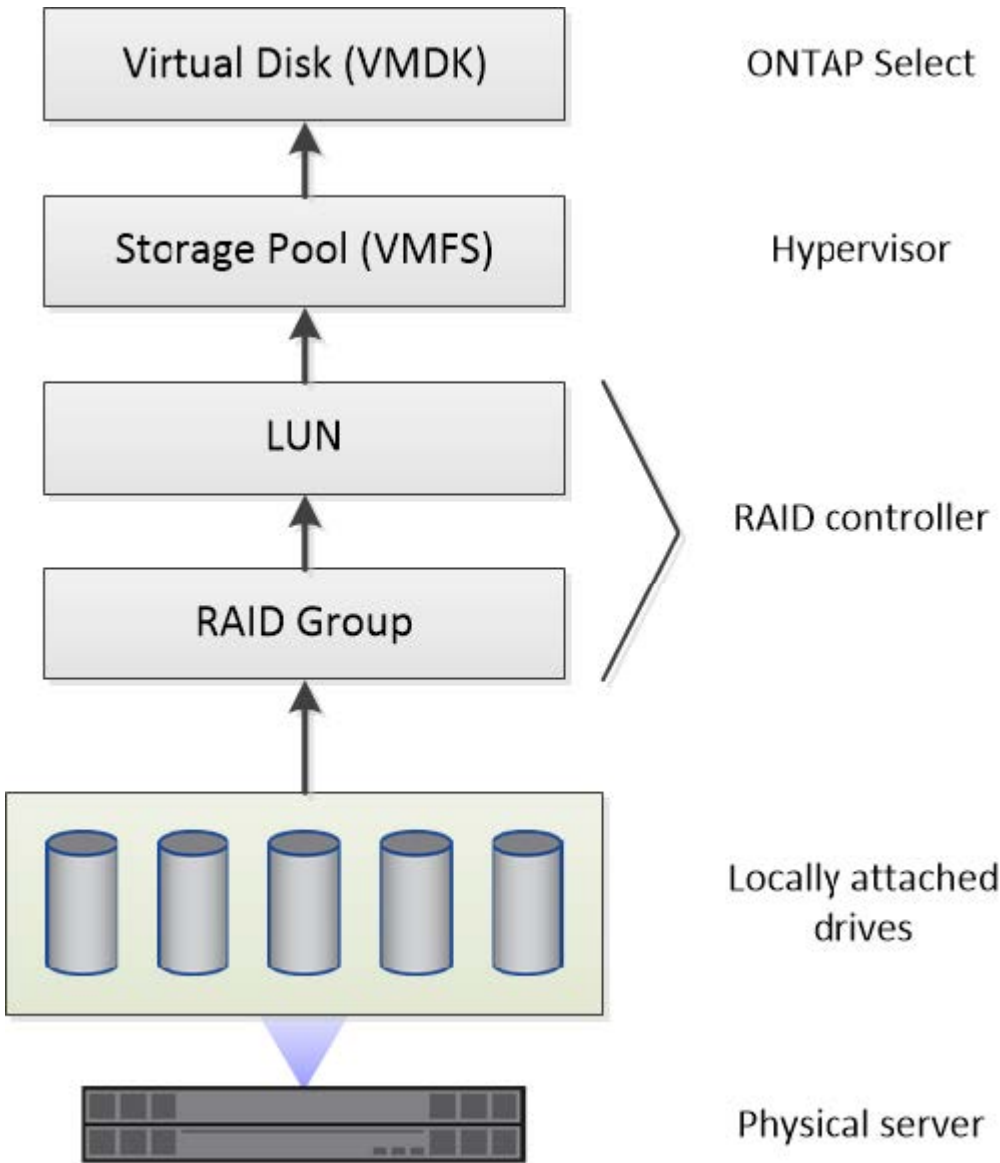 Virtual Disk (VMDK)
ONTAP Select
Storage Pool (VMFS)
Hypervisor
LUN
RAID controller
RAID Group
Locally attached
drives
Physical server